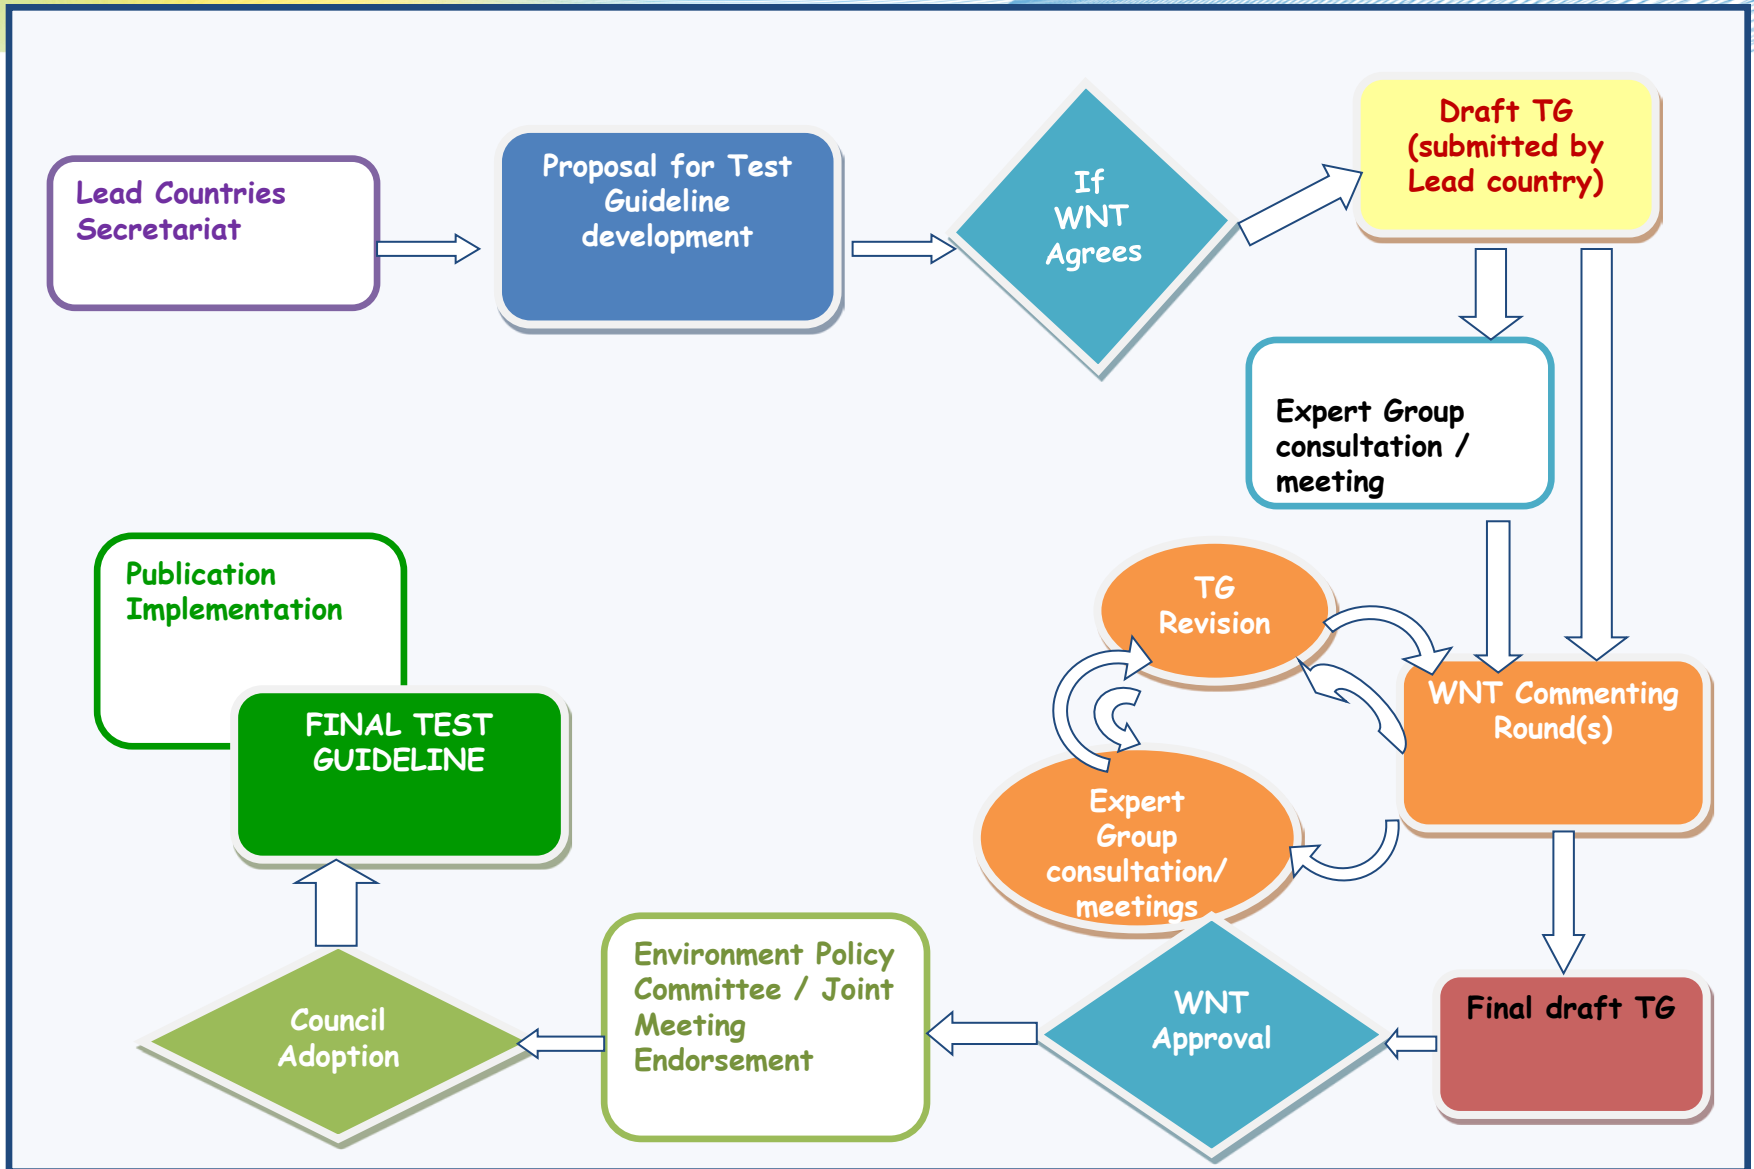 Lead Countries
Secretariat
Proposal for Test
Guideline
development
If
WNT
Agrees
Draft TG
(submitted by
Lead country)
Expert Group
consultation /
meeting
TG
Revision
WNT Commenting
Round(s)
Expert
Group
consultation/
meetings
Final draft TG
WNT
Approval
Environment Policy
Committee / Joint
Meeting
Endorsement
Council
Adoption
FINAL TEST
GUIDELINE
Publication
Implementation